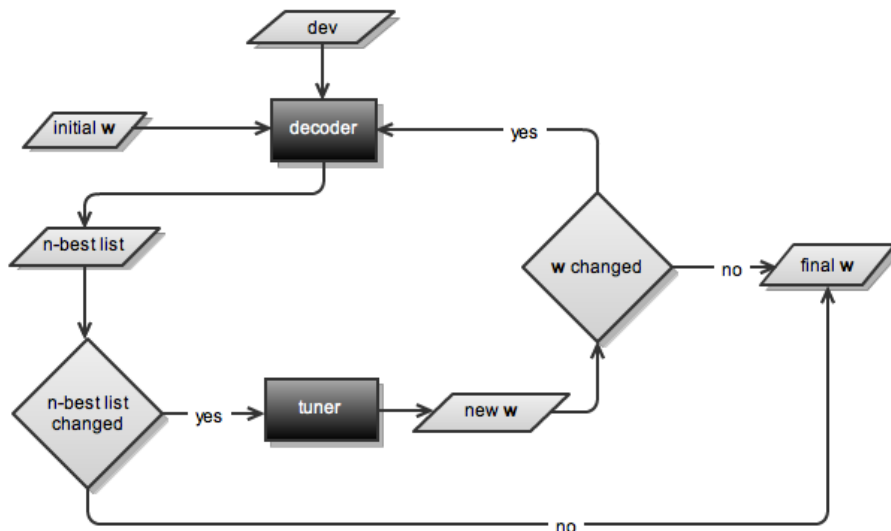 dev
initial w
decoder
yes
n-best list
w changed
no
final w
n-best list
changed
yes
tuner
new w
no